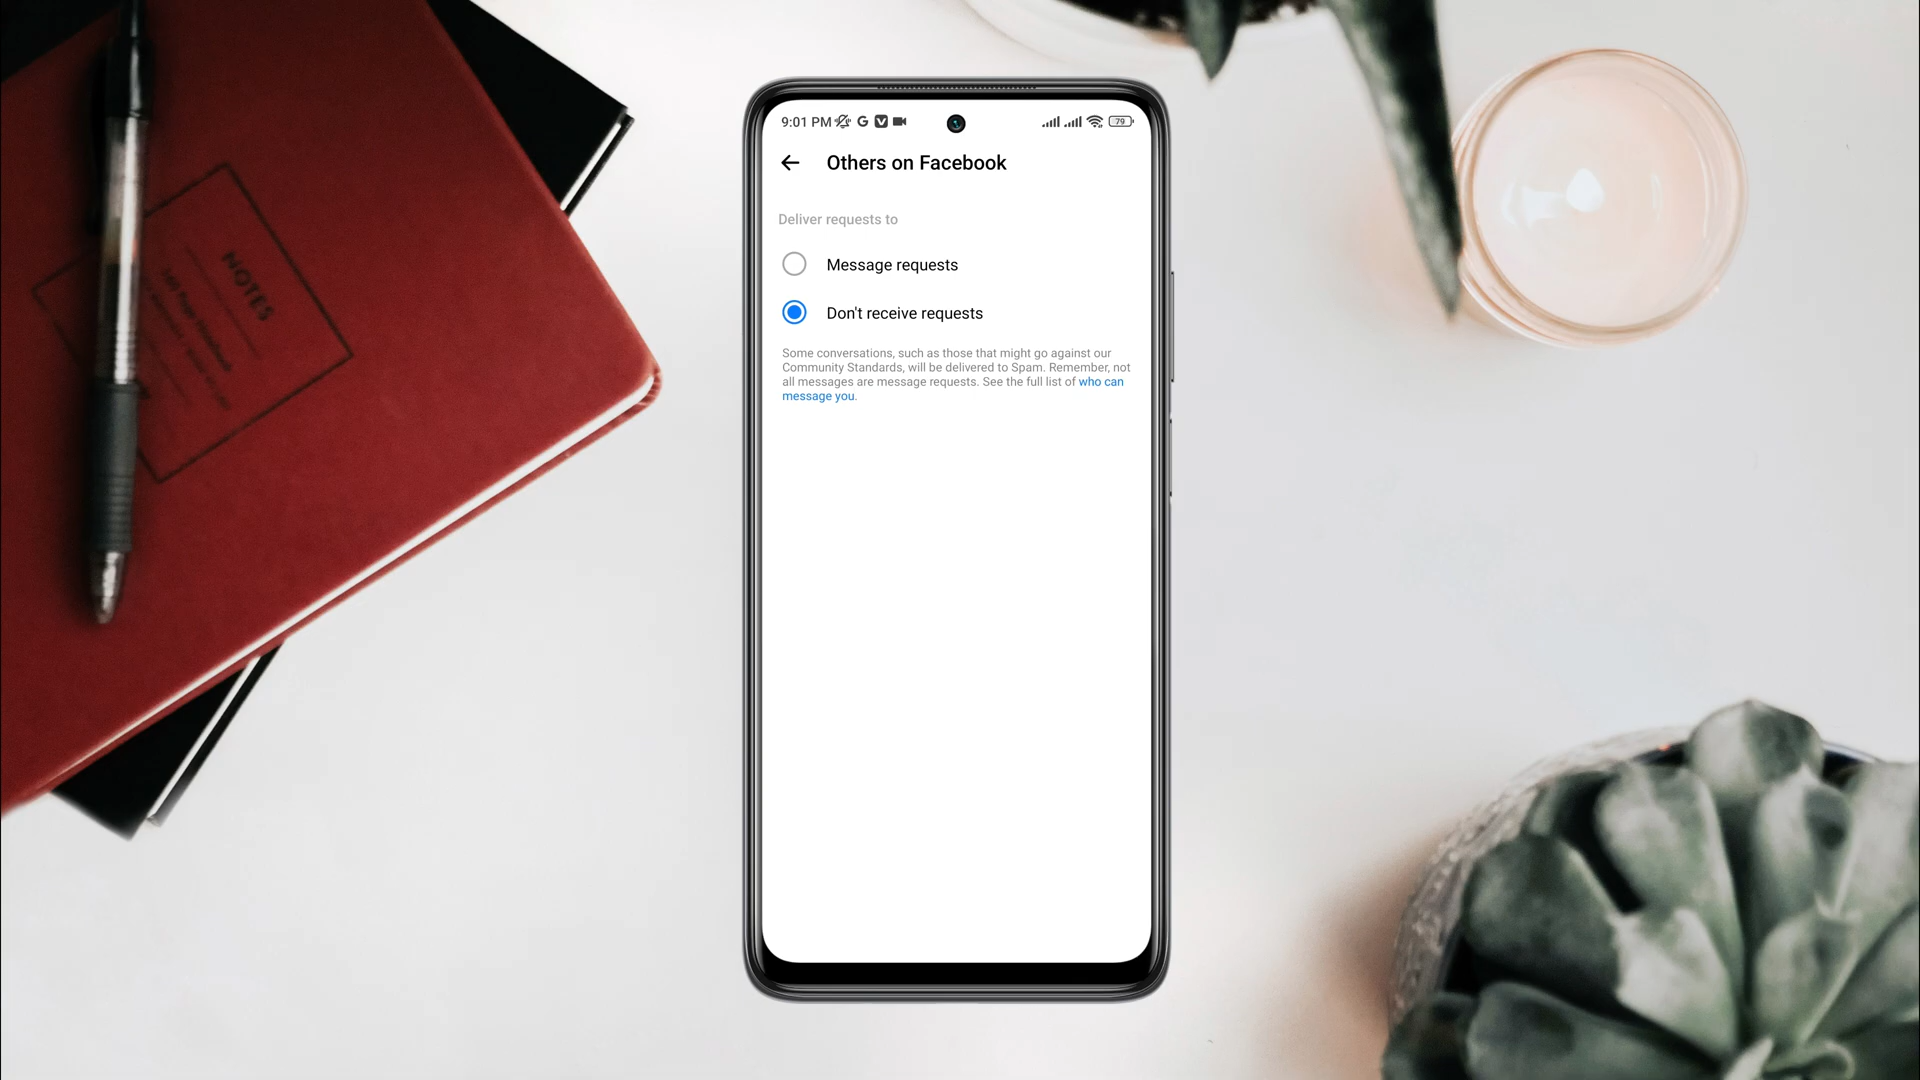 9:01 PM
79
Others on Facebook
Deliver requests to
Message requests
Don't receive requests
Some conversations, such as those that might go against our
Community Standards, will be delivered to Spam. Remember, not
all messages are message requests. See the full list of who can
message you.
NOTES